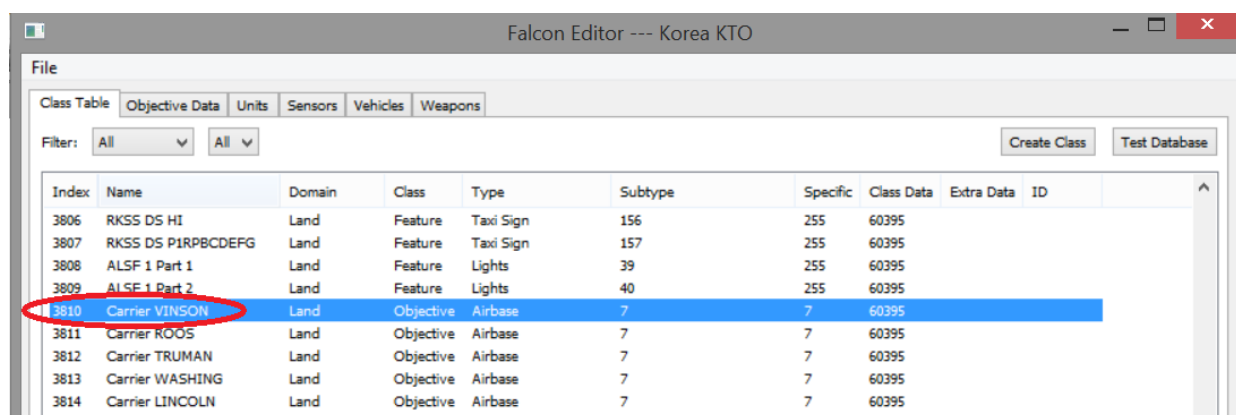 Falcon Editor --- Korea KTO
File
Class Table Objective Data Units Sensors Vehicles Weapons
Filter: All All Create Class Test Database
Index Name Domain Class Type Subtype Specific Class Data Extra Data ID
3806 RKSS DS HI Land Feature Taxi Sign 156 255 60395
3807 RKSS DS P1RPBCDEFG Land Feature Taxi Sign 157 255 60395
3808 ALSF 1 Part 1 Land Feature Lights 39 255 60395
3809 ALSF 1 Part 2 Land Feature Lights 40 255 60395
3810 Carrier VINSON Land Objective Airbase 7 7 60395
3811 Carrier ROOS Land Objective Airbase 7 7 60395
3812 Carrier TRUMAN Land Objective Airbase 7 7 60395
3813 Carrier WASHING Land Objective Airbase 7 7 60395
3814 Carrier LINCOLN Land Objective Airbase 7 7 60395